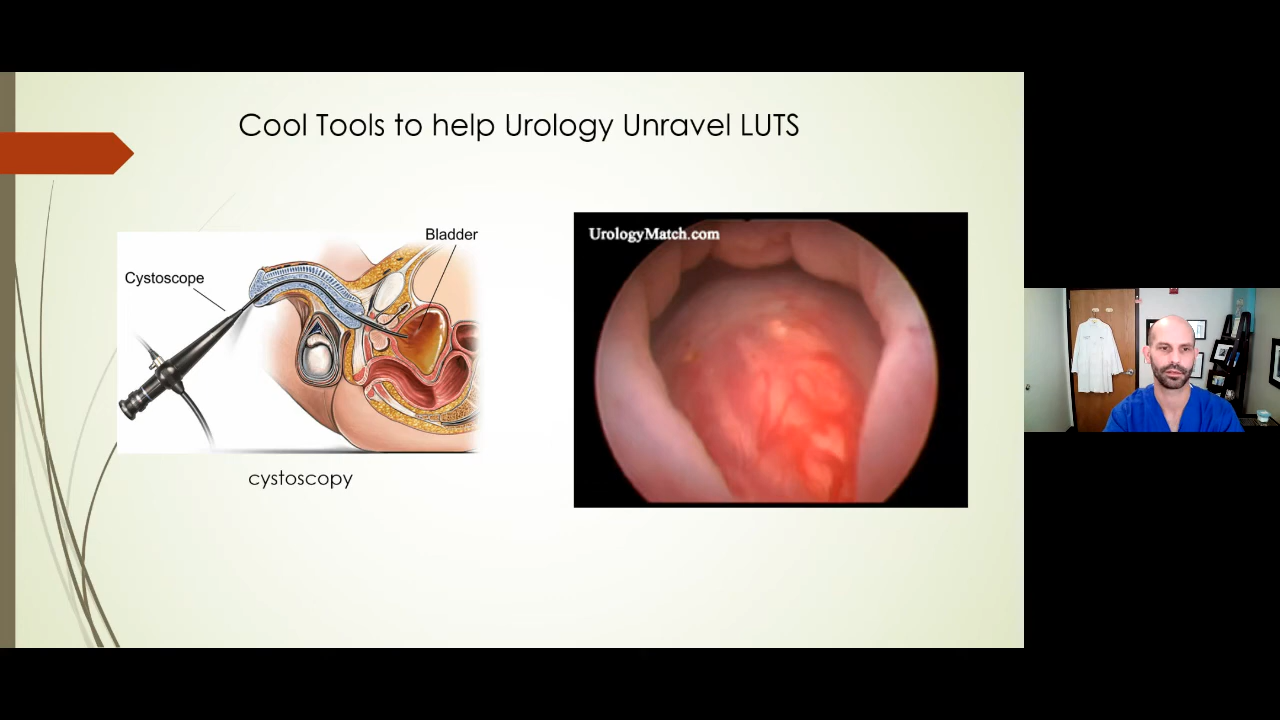 Cool Tools to help Urology Unravel LUTS
Bladder
Cystoscope
UrologyMatch.com
cystoscopy